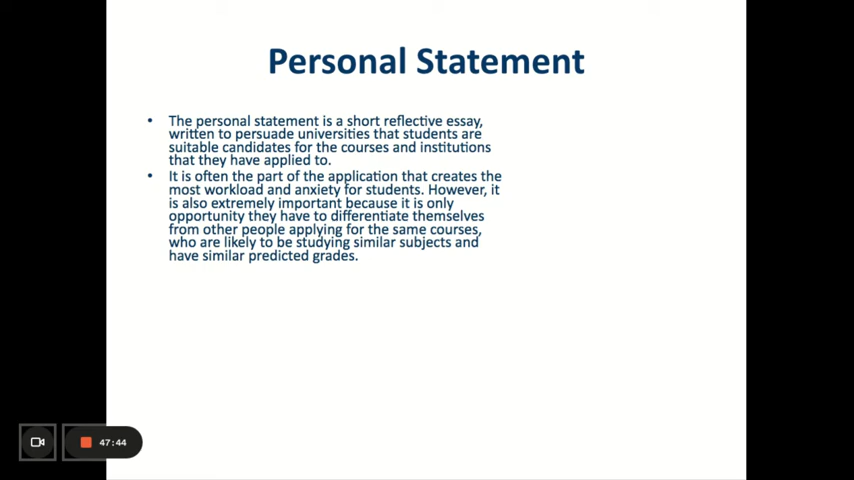 Personal Statement
• The personal statement is a short reflective essay,
written to persuade universities that students are
suitable candidates for the courses and institutions
that they have applied to.
• It is often the part of the application that creates the
most workload and anxiety for students. However, it
is also extremely important because it is only
opportunity they have to differentiate themselves
from other people applying for the same courses,
who are likely to be studying similar subjects and
have similar predicted grades.
47:44